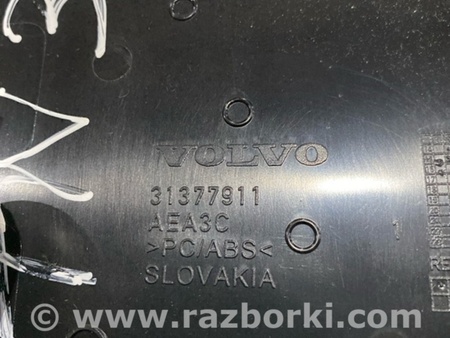 VOLVO
31377911
AEA3C
>PC/ABS<
SLOVAKIA
1
www.razborki.com